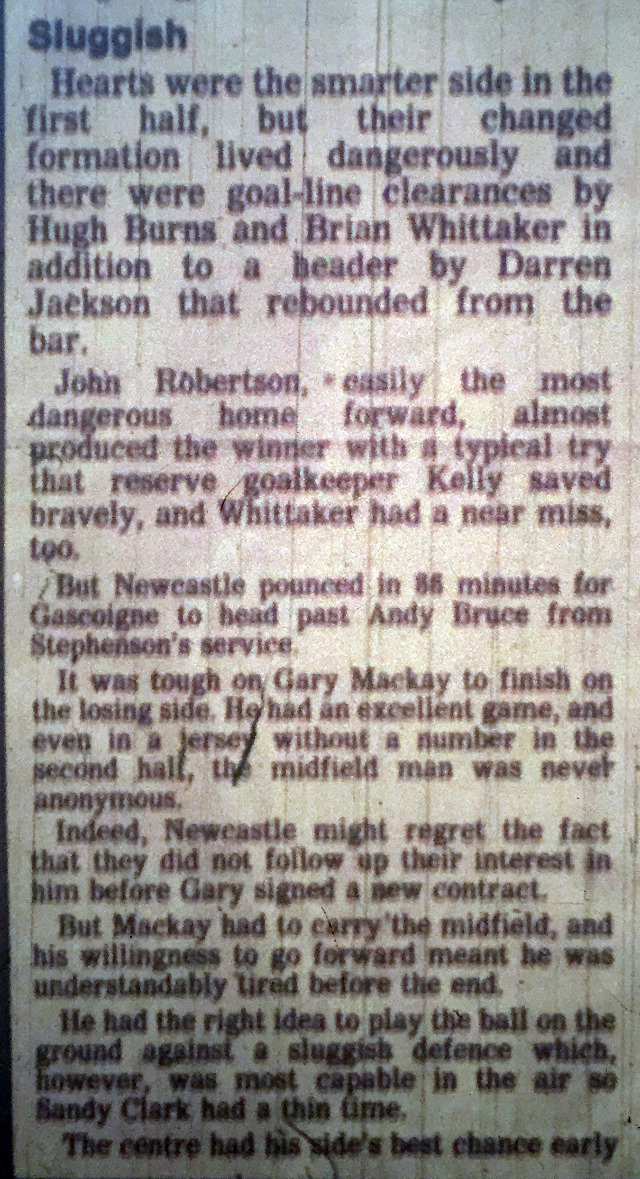 Sluggish
Hearts were the smarter side in the
first half, but their changed
formation lived dangerously and
there were goal-line clearances by
Hugh Burns and Brian Whittaker in
addition to a header by Darren
Jackson that rebounded from the
bar.
John Robertson, easily the most
dangerous home forward, almost
produced the winner with a typical try
that reserve goalkeeper Kelly saved
bravely, and Whittaker had a near miss,
too.
But Newcastle pounced in minutes for
Gascoigne to head past Andy Bruce from
Stephenson's service.
It was tough on Gary Mackay to finish on
the losing side. He had an excellent game, and
even in a jersey without a number in the
second half, the midfield man was never
anonymous.
Indeed, Newcastle might regret the fact
that they did not follow up their interest in
him before Gary signed a new contract.
But Mackay had to carry the midfield, and
his willingness to go forward meant he was
understandably tired before the end.
He had the right idea to play the ball on the
ground against a sluggish defence which,
however, was most capable in the air so
Sandy Clark had a thin time.
The centre had his side's best chance early